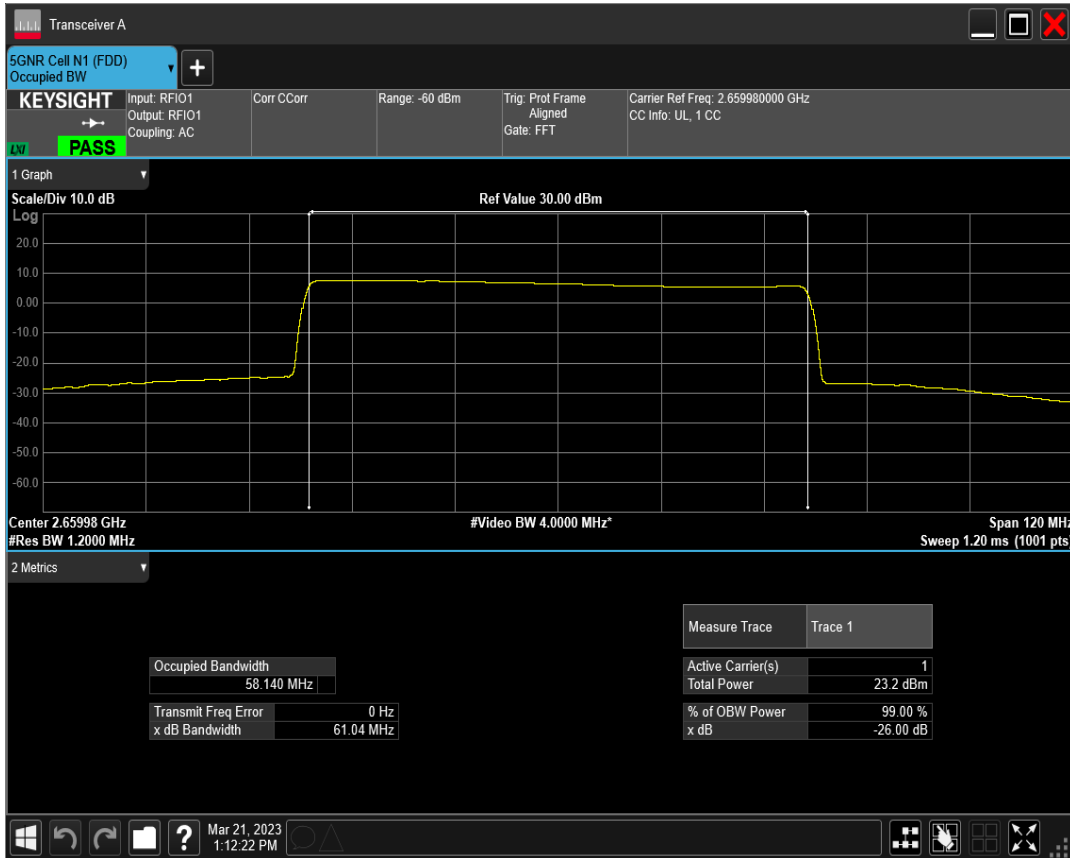 Transceiver A
5GNR Cell N1 (FDD)
Occupied BW
+
KEYSIGHT
LXI
PASS
Input: RFIO1
Output: RFIO1
Coupling: AC
Corr CCorr
Range: -60 dBm
Trig: Prot Frame
Aligned
Gate: FFT
Carrier Ref Freq: 2.659980000 GHz
CC Info: UL, 1 CC
1 Graph
Scale/Div 10.0 dB
Ref Value 30.00 dBm
Log
20.0
10.0
0.00
-10.0
-20.0
-30.0
-40.0
-50.0
-60.0
Center 2.65998 GHz
#Video BW 4.0000 MHz*
Span 120 MHz
#Res BW 1.2000 MHz
Sweep 1.20 ms (1001 pts)
2 Metrics
Measure Trace Trace 1
Occupied Bandwidth
58.140 MHz
Active Carrier(s) 1
Total Power 23.2 dBm
Transmit Freq Error 0 Hz
x dB Bandwidth 61.04 MHz
% of OBW Power 99.00 %
x dB -26.00 dB
?
Mar 21, 2023
1:12:22 PM